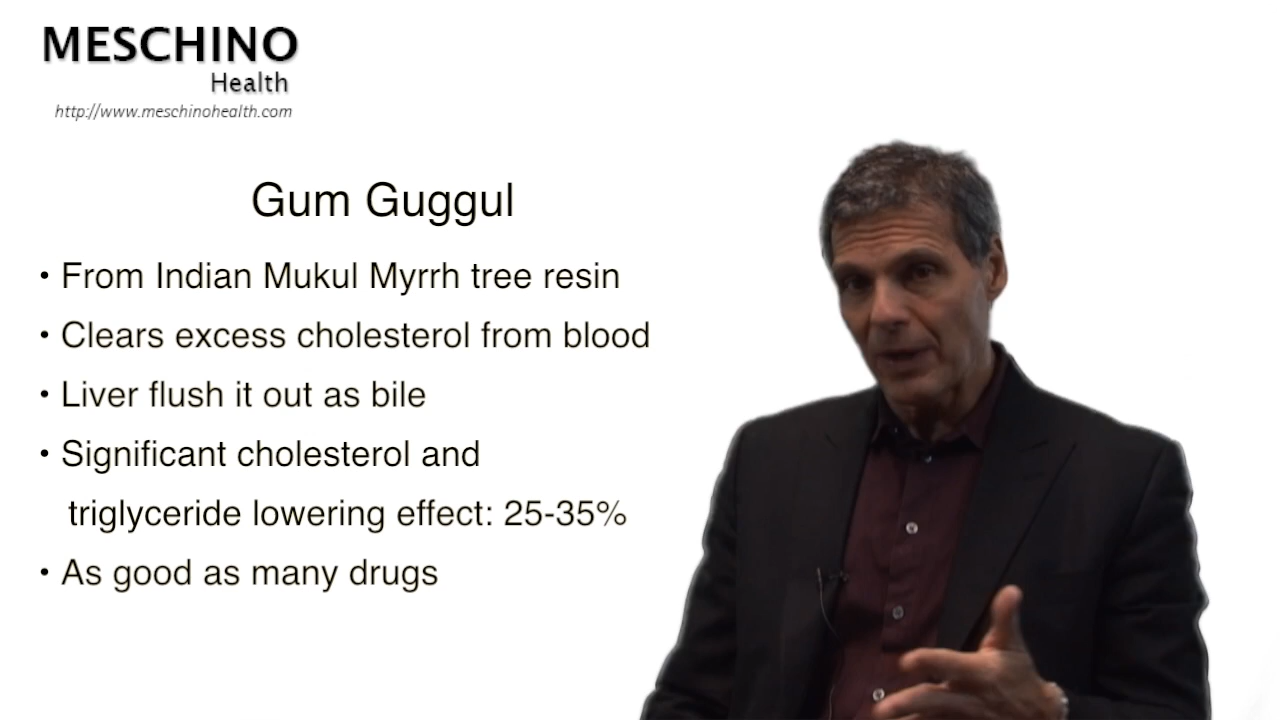 MESCHINO
Health
http://www.meschinohealth.com
Gum Guggul
• From Indian Mukul Myrrh tree resin
• Clears excess cholesterol from blood
• Liver flush it out as bile
• Significant cholesterol and
triglyceride lowering effect: 25-35%
• As good as many drugs